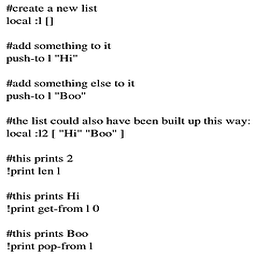 #create a new list
local :l []
#add something to it
push-to l "Hi"
#add something else to it
push-to l "Boo"
#the list could also have been built up this way:
local :l2 [ "Hi" "Boo" ]
#this prints 2
!print len l
#this prints Hi
!print get-from l 0
#this prints Boo
!print pop-from l